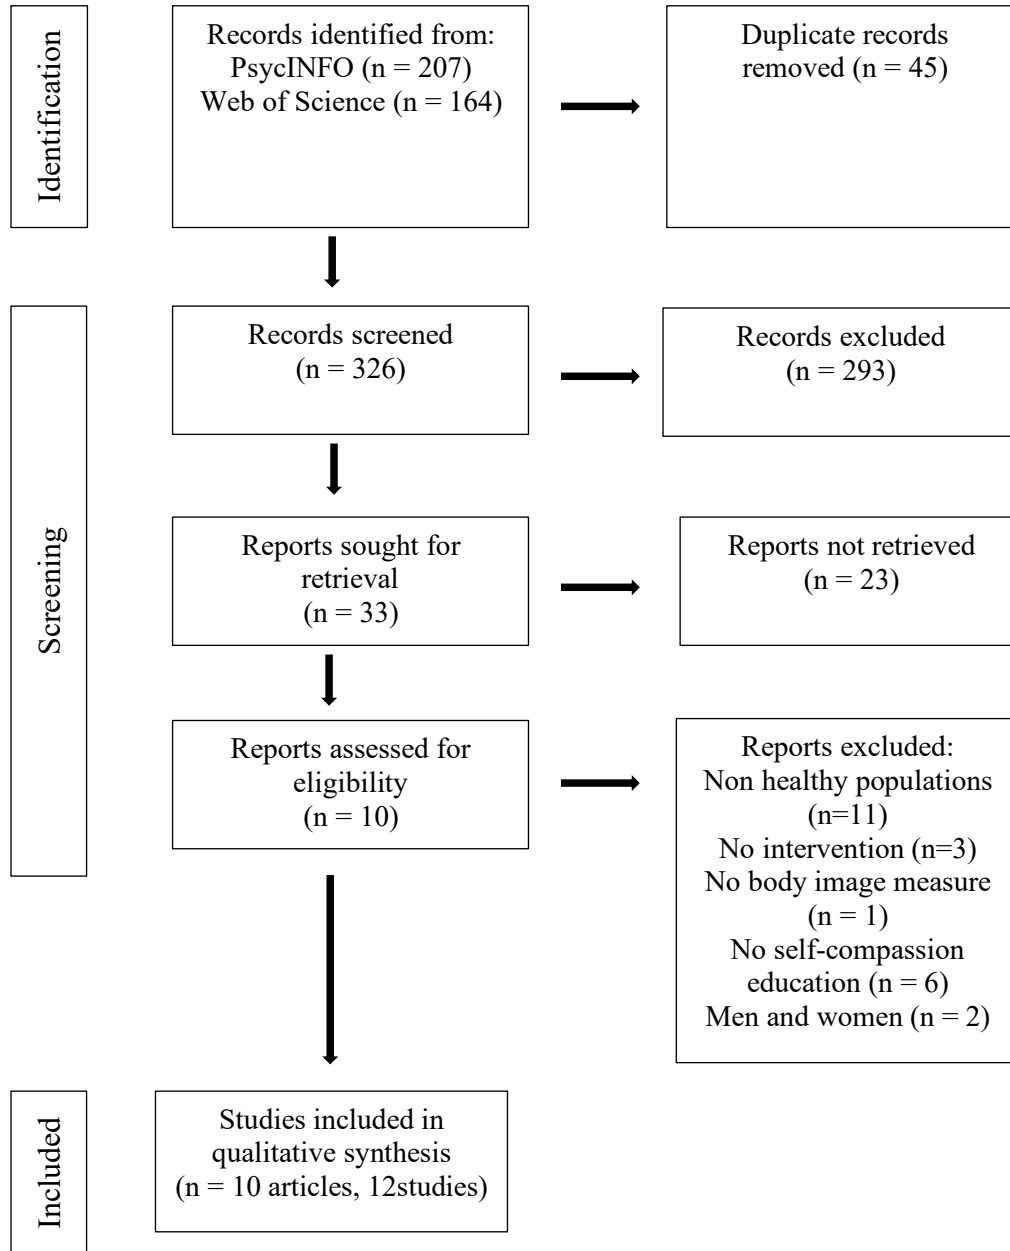 Identification
Records identified from:
PsycINFO (n = 207)
Web of Science (n = 164)
Duplicate records
removed (n = 45)
Screening
Records screened
(n = 326)
Records excluded
(n = 293)
Reports sought for
retrieval
(n = 33)
Reports not retrieved
(n = 23)
Reports assessed for
eligibility
(n = 10)
Reports excluded:
Non healthy populations
(n=11)
No intervention (n=3)
No body image measure
(n = 1)
No self-compassion
education (n = 6)
Men and women (n = 2)
Included
Studies included in
qualitative synthesis
(n = 10 articles, 12studies)